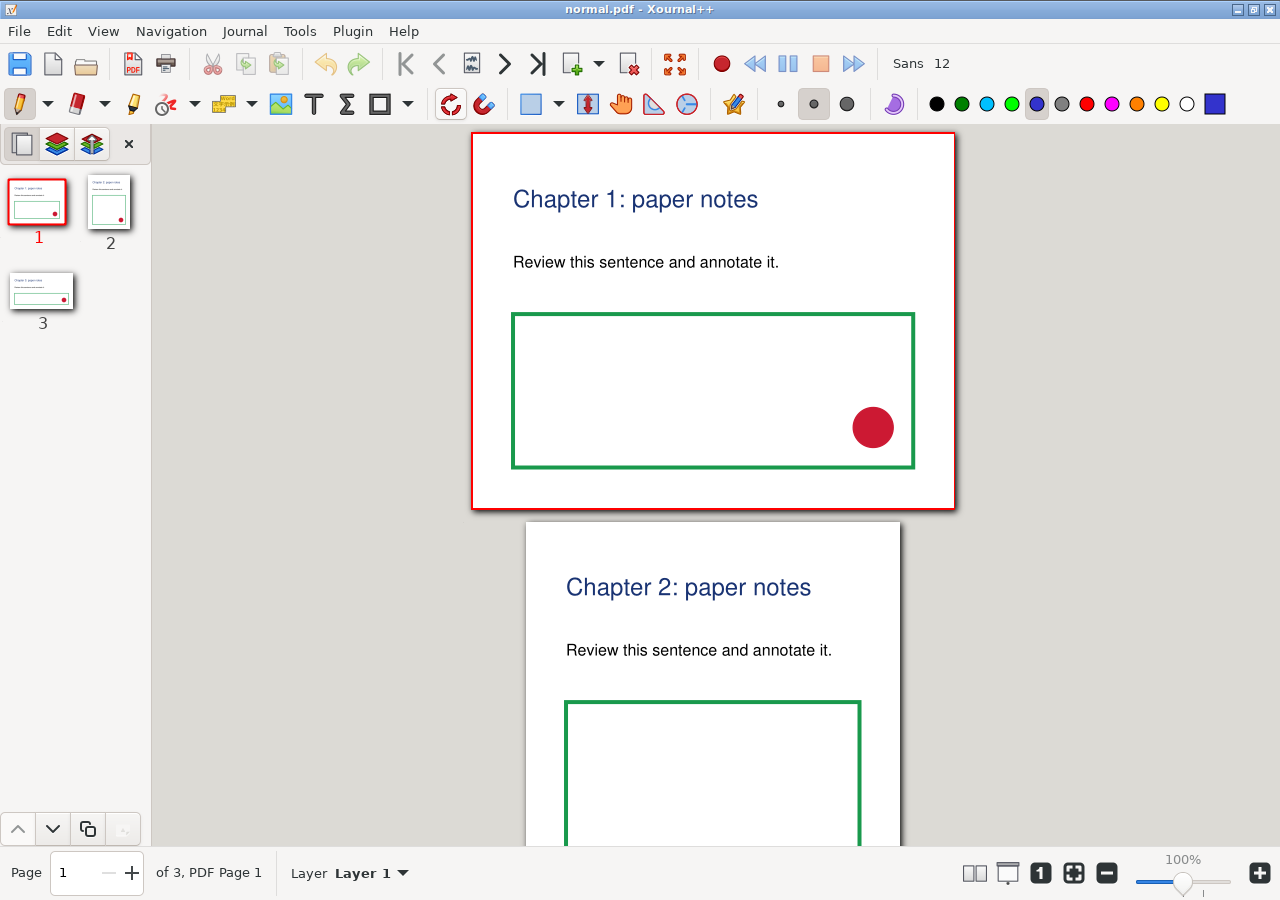 normal.pdf - Xournal++
File Edit View Navigation Journal Tools Plugin Help
Sans 12
1
2
3
Chapter 1: paper notes
Review this sentence and annotate it.
Chapter 2: paper notes
Review this sentence and annotate it.
Page 1 of 3, PDF Page 1 Layer Layer 1
100%